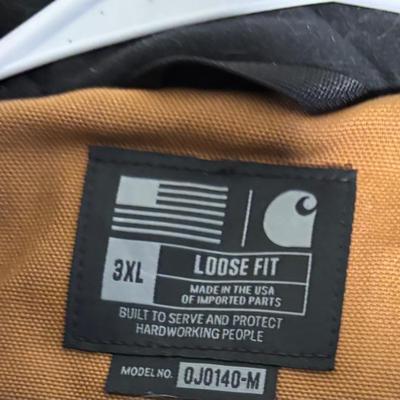 3XL LOOSE FIT
MADE IN THE USA
OF IMPORTED PARTS
BUILT TO SERVE AND PROTECT
HARDWORKING PEOPLE
MODEL NO. 0J0140-M